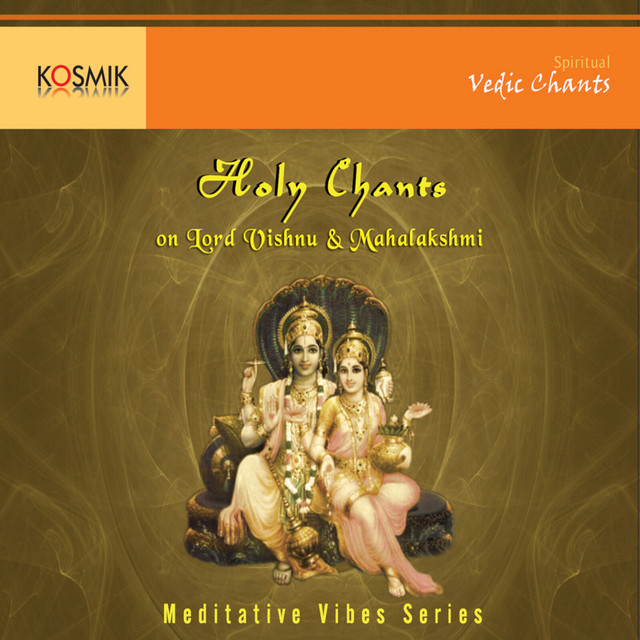 KOSMIK
Spiritual
Vedic Chants
Holy Chants
on Lord Vishnu & Mahalakshmi
Meditative Vibes Series